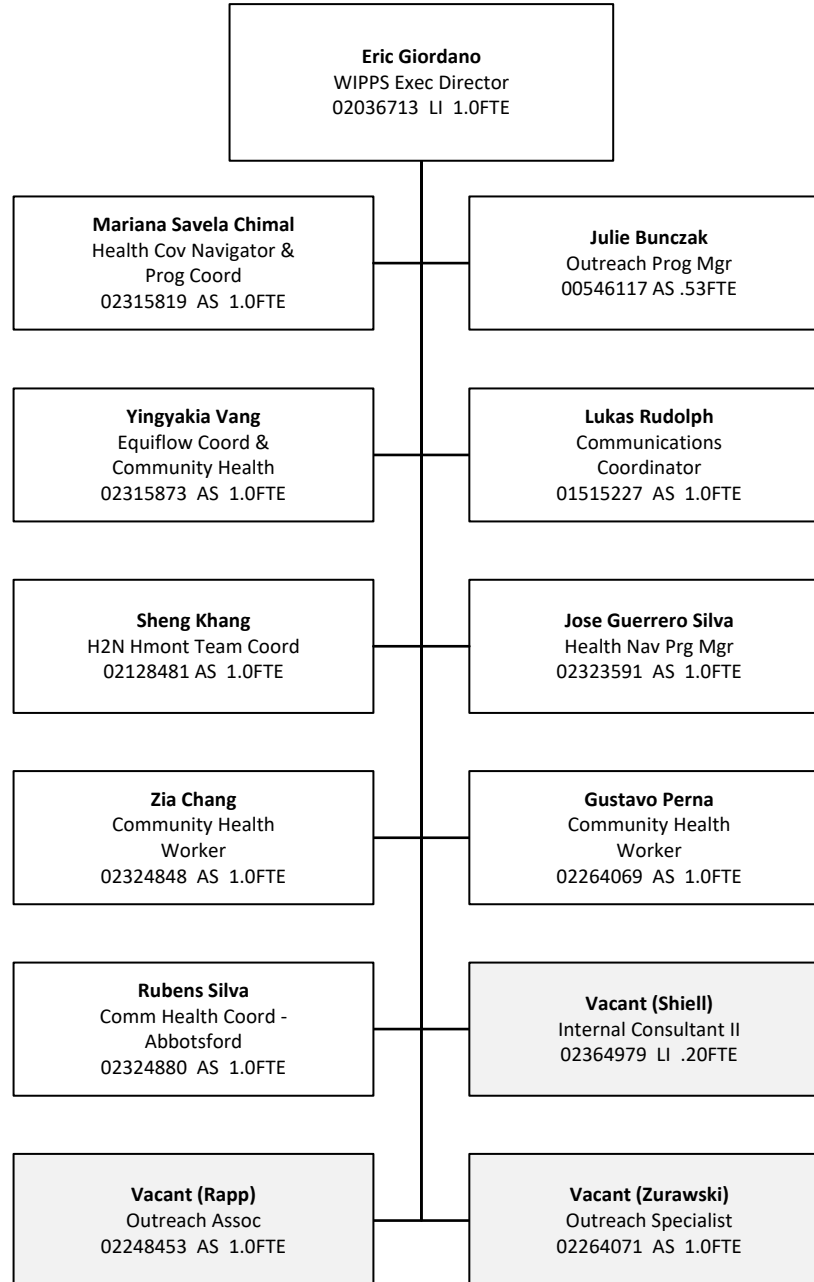 Eric Giordano
WIPPS Exec Director
02036713 LI 1.0FTE
Mariana Savela Chimal
Health Cov Navigator &
Prog Coord
02315819 AS 1.0FTE
Julie Bunczak
Outreach Prog Mgr
00546117 AS .53FTE
Yingyakia Vang
Equiflow Coord &
Community Health
02315873 AS 1.0FTE
Lukas Rudolph
Communications
Coordinator
01515227 AS 1.0FTE
Sheng Khang
H2N Hmont Team Coord
02128481 AS 1.0FTE
Jose Guerrero Silva
Health Nav Prg Mgr
02323591 AS 1.0FTE
Zia Chang
Community Health
Worker
02324848 AS 1.0FTE
Gustavo Perna
Community Health
Worker
02264069 AS 1.0FTE
Rubens Silva
Comm Health Coord -
Abbotsford
02324880 AS 1.0FTE
Vacant (Shiell)
Internal Consultant II
02364979 LI .20FTE
Vacant (Rapp)
Outreach Assoc
02248453 AS 1.0FTE
Vacant (Zurawski)
Outreach Specialist
02264071 AS 1.0FTE